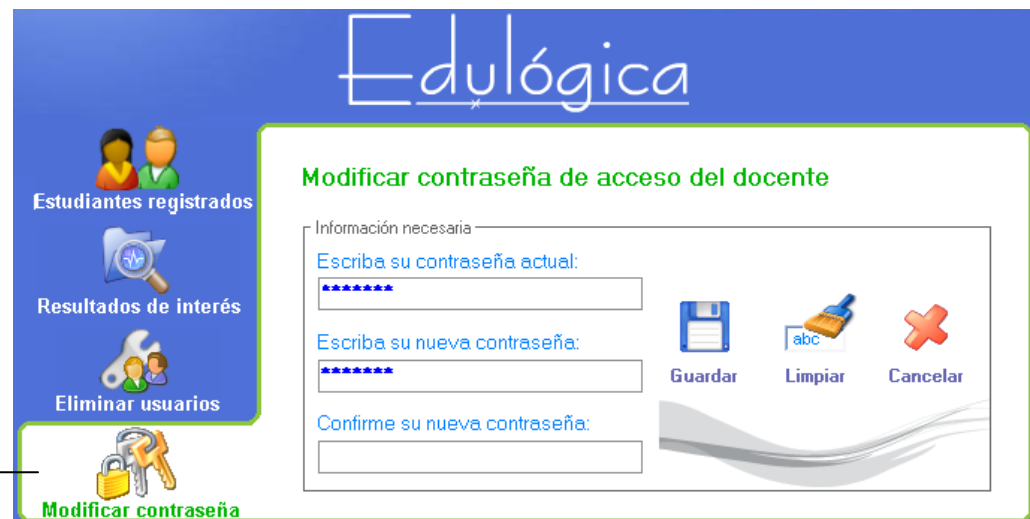 Edulógica
Estudiantes registrados
Resultados de interés
Eliminar usuarios
Modificar contraseña
Modificar contraseña de acceso del docente
Información necesaria
Escriba su contraseña actual:
*******
Escriba su nueva contraseña:
*******
Confirme su nueva contraseña:
abc
Guardar Limpiar Cancelar